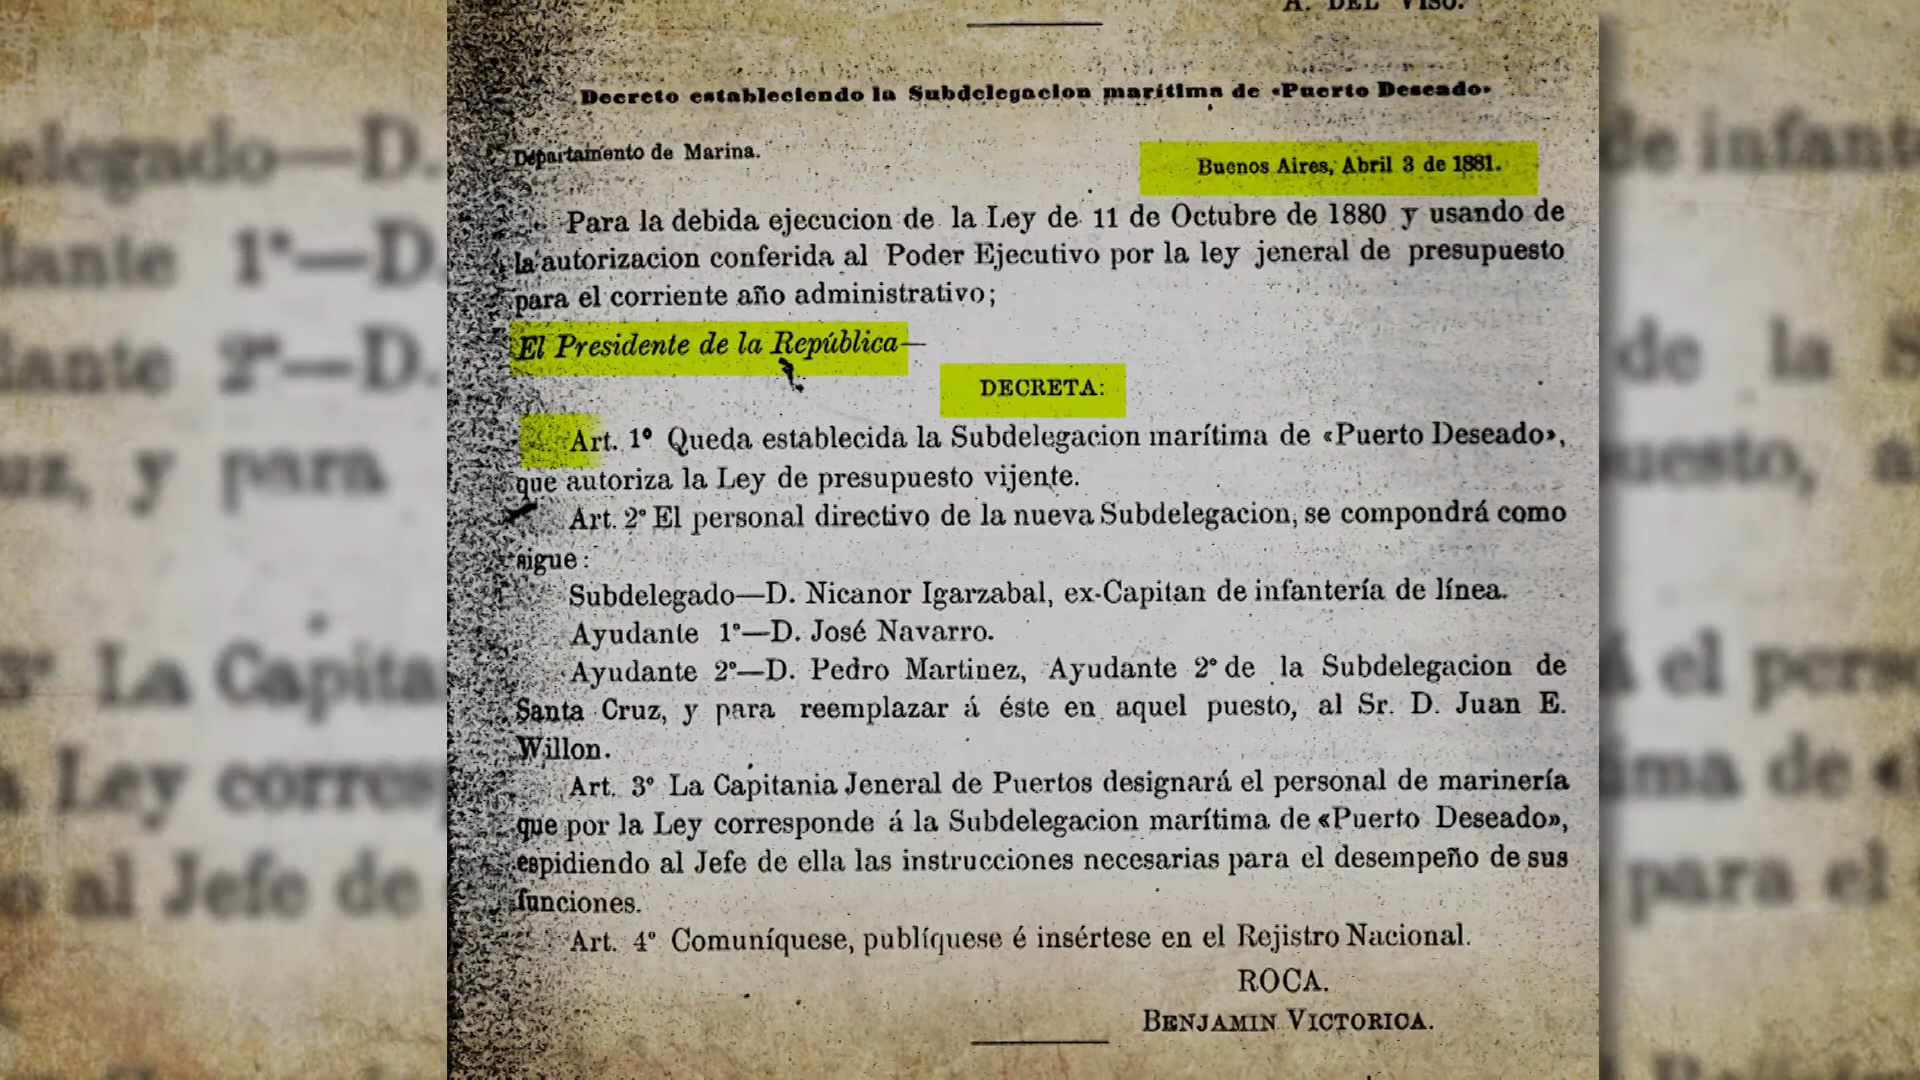 A. DEL VISO.
Decreto estableciendo la Subdelegacion marítima de «Puerto Deseado»
Departamento de Marina.
Buenos Aires, Abril 3 de 1881.
Para la debida ejecucion de la Ley de 11 de Octubre de 1880 y usando de
la autorizacion conferida al Poder Ejecutivo por la ley jeneral de presupuesto
para el corriente año administrativo;
El Presidente de la República—
DECRETA:
Art. 1º Queda establecida la Subdelegacion marítima de «Puerto Deseado»,
que autoriza la Ley de presupuesto vijente.
Art. 2º El personal directivo de la nueva Subdelegacion, se compondrá como
sigue:
Subdelegado—D. Nicanor Igarzabal, ex-Capitan de infantería de línea.
Ayudante 1º—D. José Navarro.
Ayudante 2º—D. Pedro Martinez, Ayudante 2º de la Subdelegacion de
Santa Cruz, y para reemplazar á éste en aquel puesto, al Sr. D. Juan E.
Willon.
Art. 3º La Capitania Jeneral de Puertos designará el personal de marinería
que por la Ley corresponde á la Subdelegacion marítima de «Puerto Deseado»,
espidiendo al Jefe de ella las instrucciones necesarias para el desempeño de sus
funciones.
Art. 4º Comuníquese, publíquese é insértese en el Rejistro Nacional.
ROCA.
BENJAMIN VICTORICA.